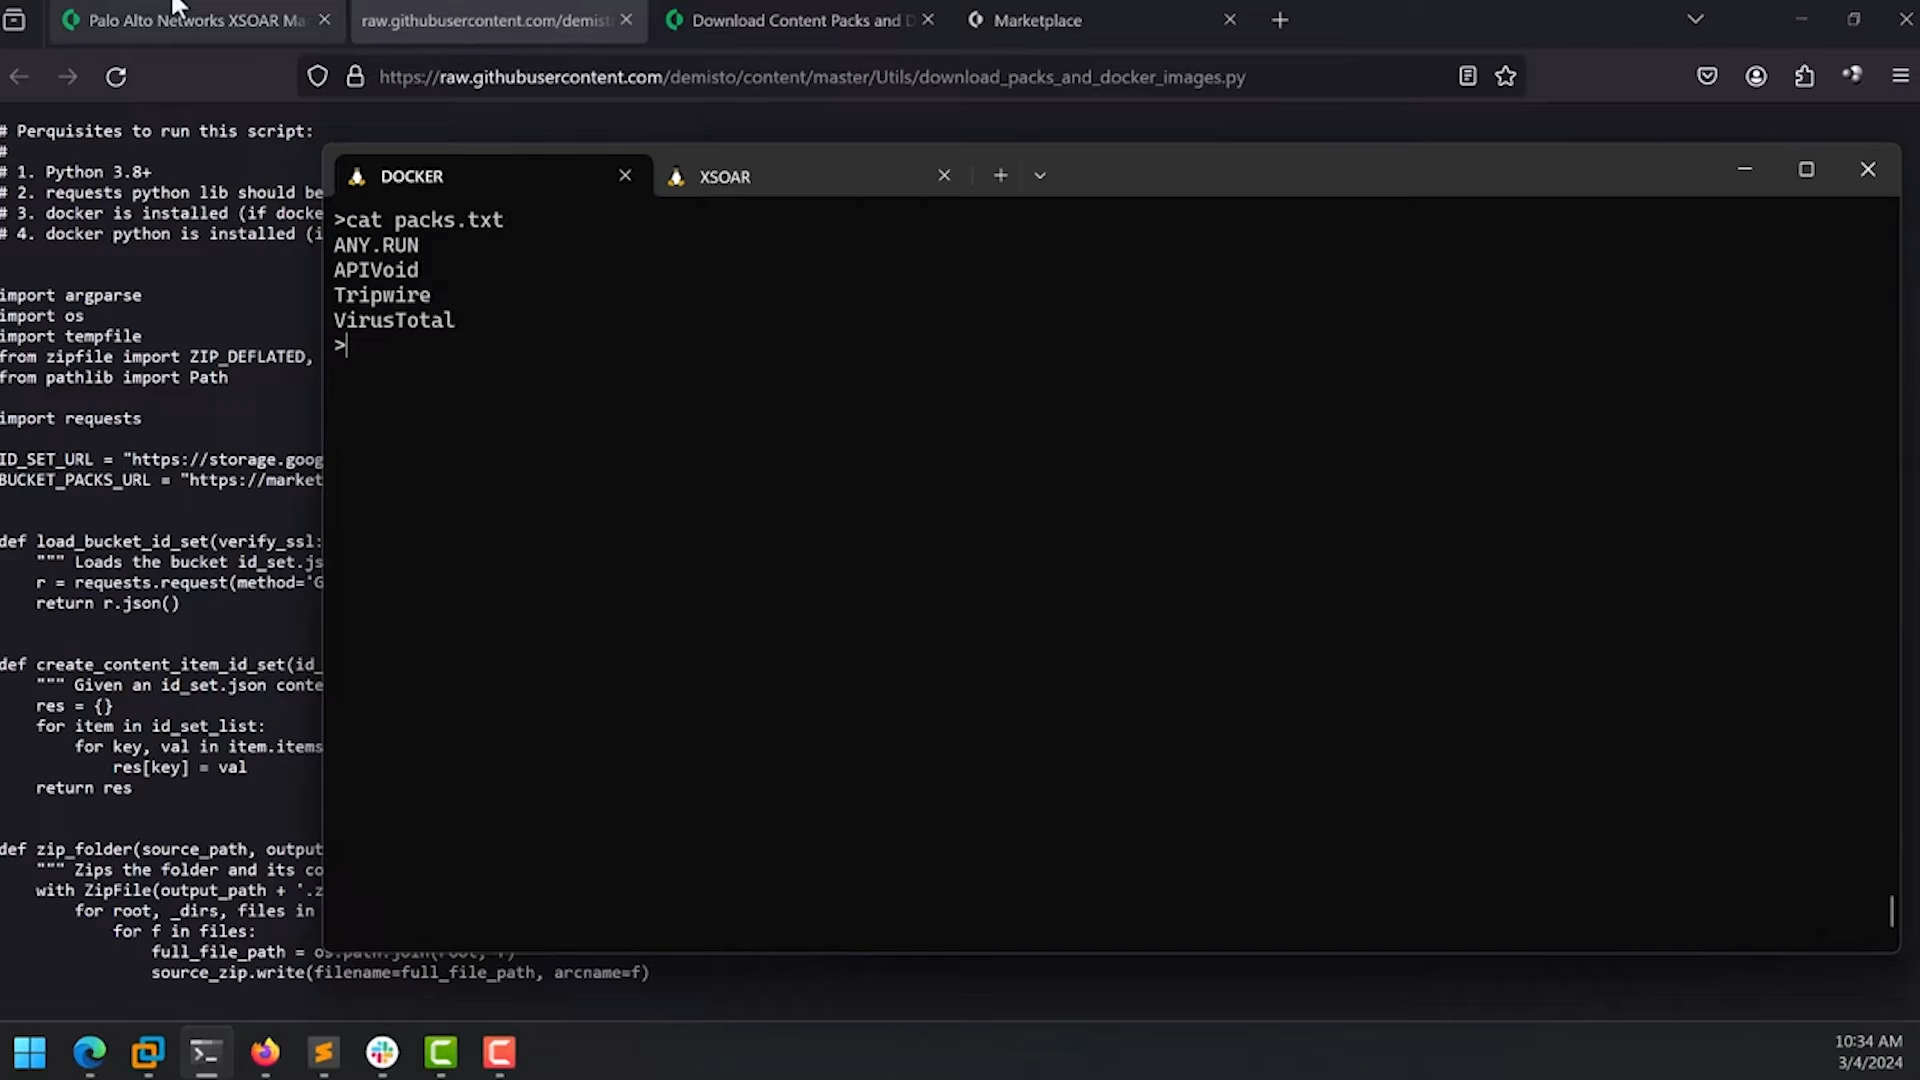 Palo Alto Networks XSOAR Ma
raw.githubusercontent.com/demist
Download Content Packs and D
Marketplace
https://raw.githubusercontent.com/demisto/content/master/Utils/download_packs_and_docker_images.py
# Perquisites to run this script:
#
# 1. Python 3.8+
# 2. requests python lib should be
# 3. docker is installed (if docke
# 4. docker python is installed (i
import argparse
import os
import tempfile
from zipfile import ZIP_DEFLATED,
from pathlib import Path
import requests
ID_SET_URL = "https://storage.goog
BUCKET_PACKS_URL = "https://market
def load_bucket_id_set(verify_ssl:
""" Loads the bucket id_set.js
r = requests.request(method='G
return r.json()
def create_content_item_id_set(id_
""" Given an id_set.json conte
res = {}
for item in id_set_list:
for key, val in item.items
res[key] = val
return res
def zip_folder(source_path, output
""" Zips the folder and its co
with ZipFile(output_path + '.z
for root, _dirs, files in
for f in files:
full_file_path = os.path.join(root, f)
source_zip.write(filename=full_file_path, arcname=f)
DOCKER
XSOAR
>cat packs.txt
ANY.RUN
APIVoid
Tripwire
VirusTotal
>
10:34 AM
3/4/2024